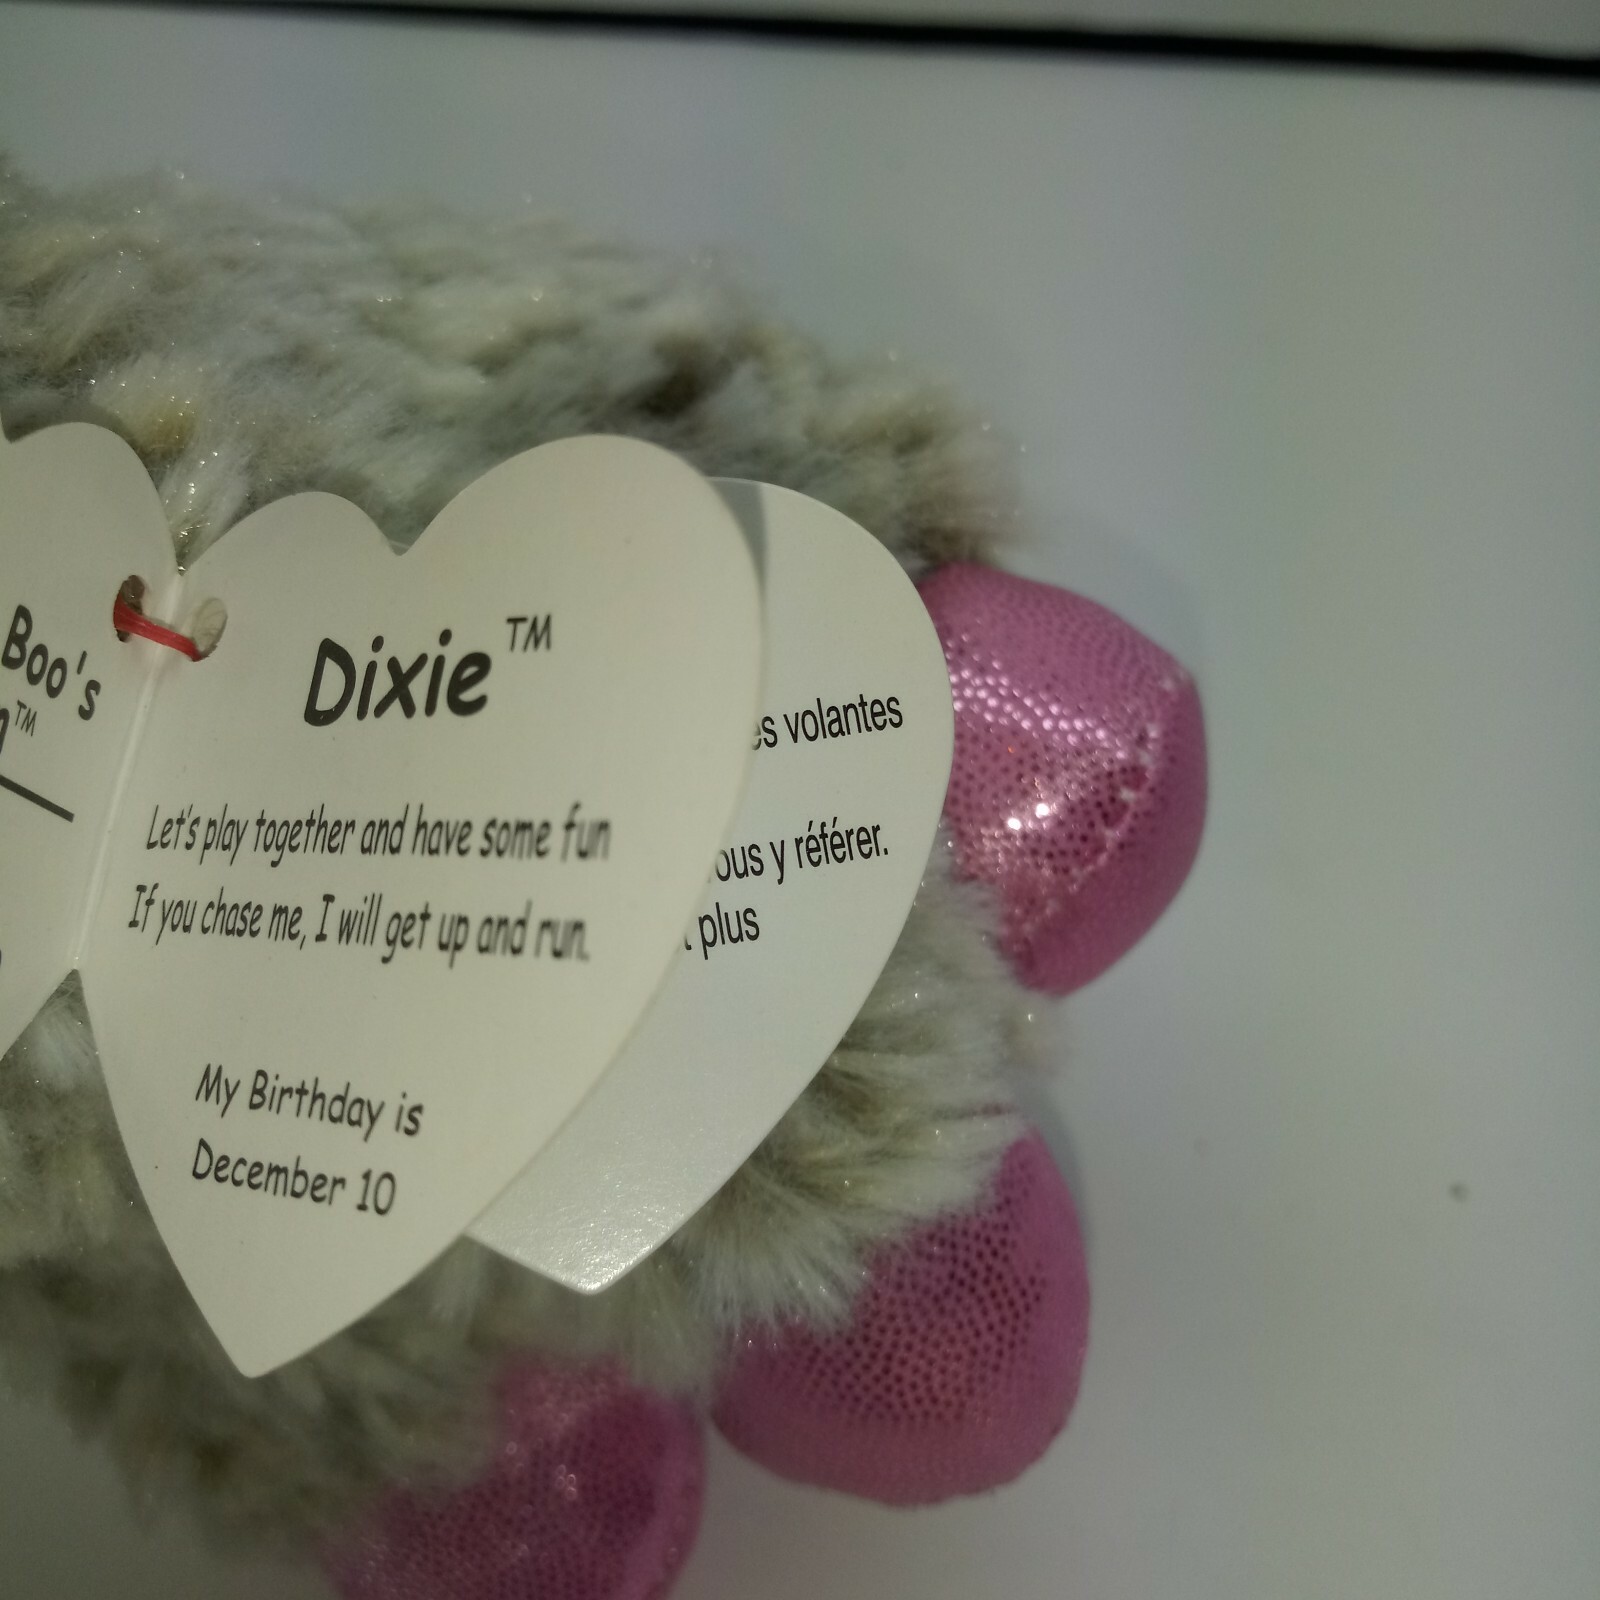 Boo's
TM
Dixie™
Let's play together and have some fun
If you chase me, I will get up and run.
My Birthday is
December 10
volantes
y référer.
plus